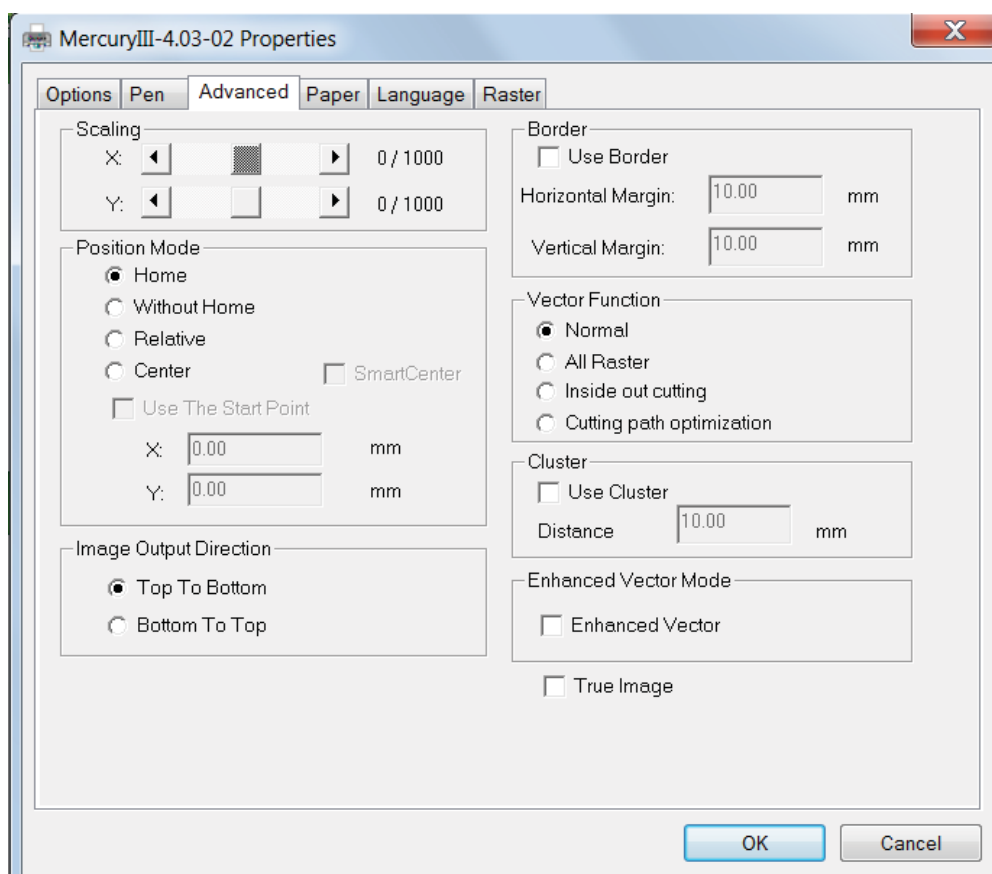 MercuryIII-4.03-02 Properties
X
Options Pen Advanced Paper Language Raster
Scaling
X: 0 / 1000
Y: 0 / 1000
Position Mode
Home
Without Home
Relative
Center SmartCenter
Use The Start Point
X: 0.00 mm
Y: 0.00 mm
Image Output Direction
Top To Bottom
Bottom To Top
Border
Use Border
Horizontal Margin: 10.00 mm
Vertical Margin: 10.00 mm
Vector Function
Normal
All Raster
Inside out cutting
Cutting path optimization
Cluster
Use Cluster
Distance 10.00 mm
Enhanced Vector Mode
Enhanced Vector
True Image
OK Cancel